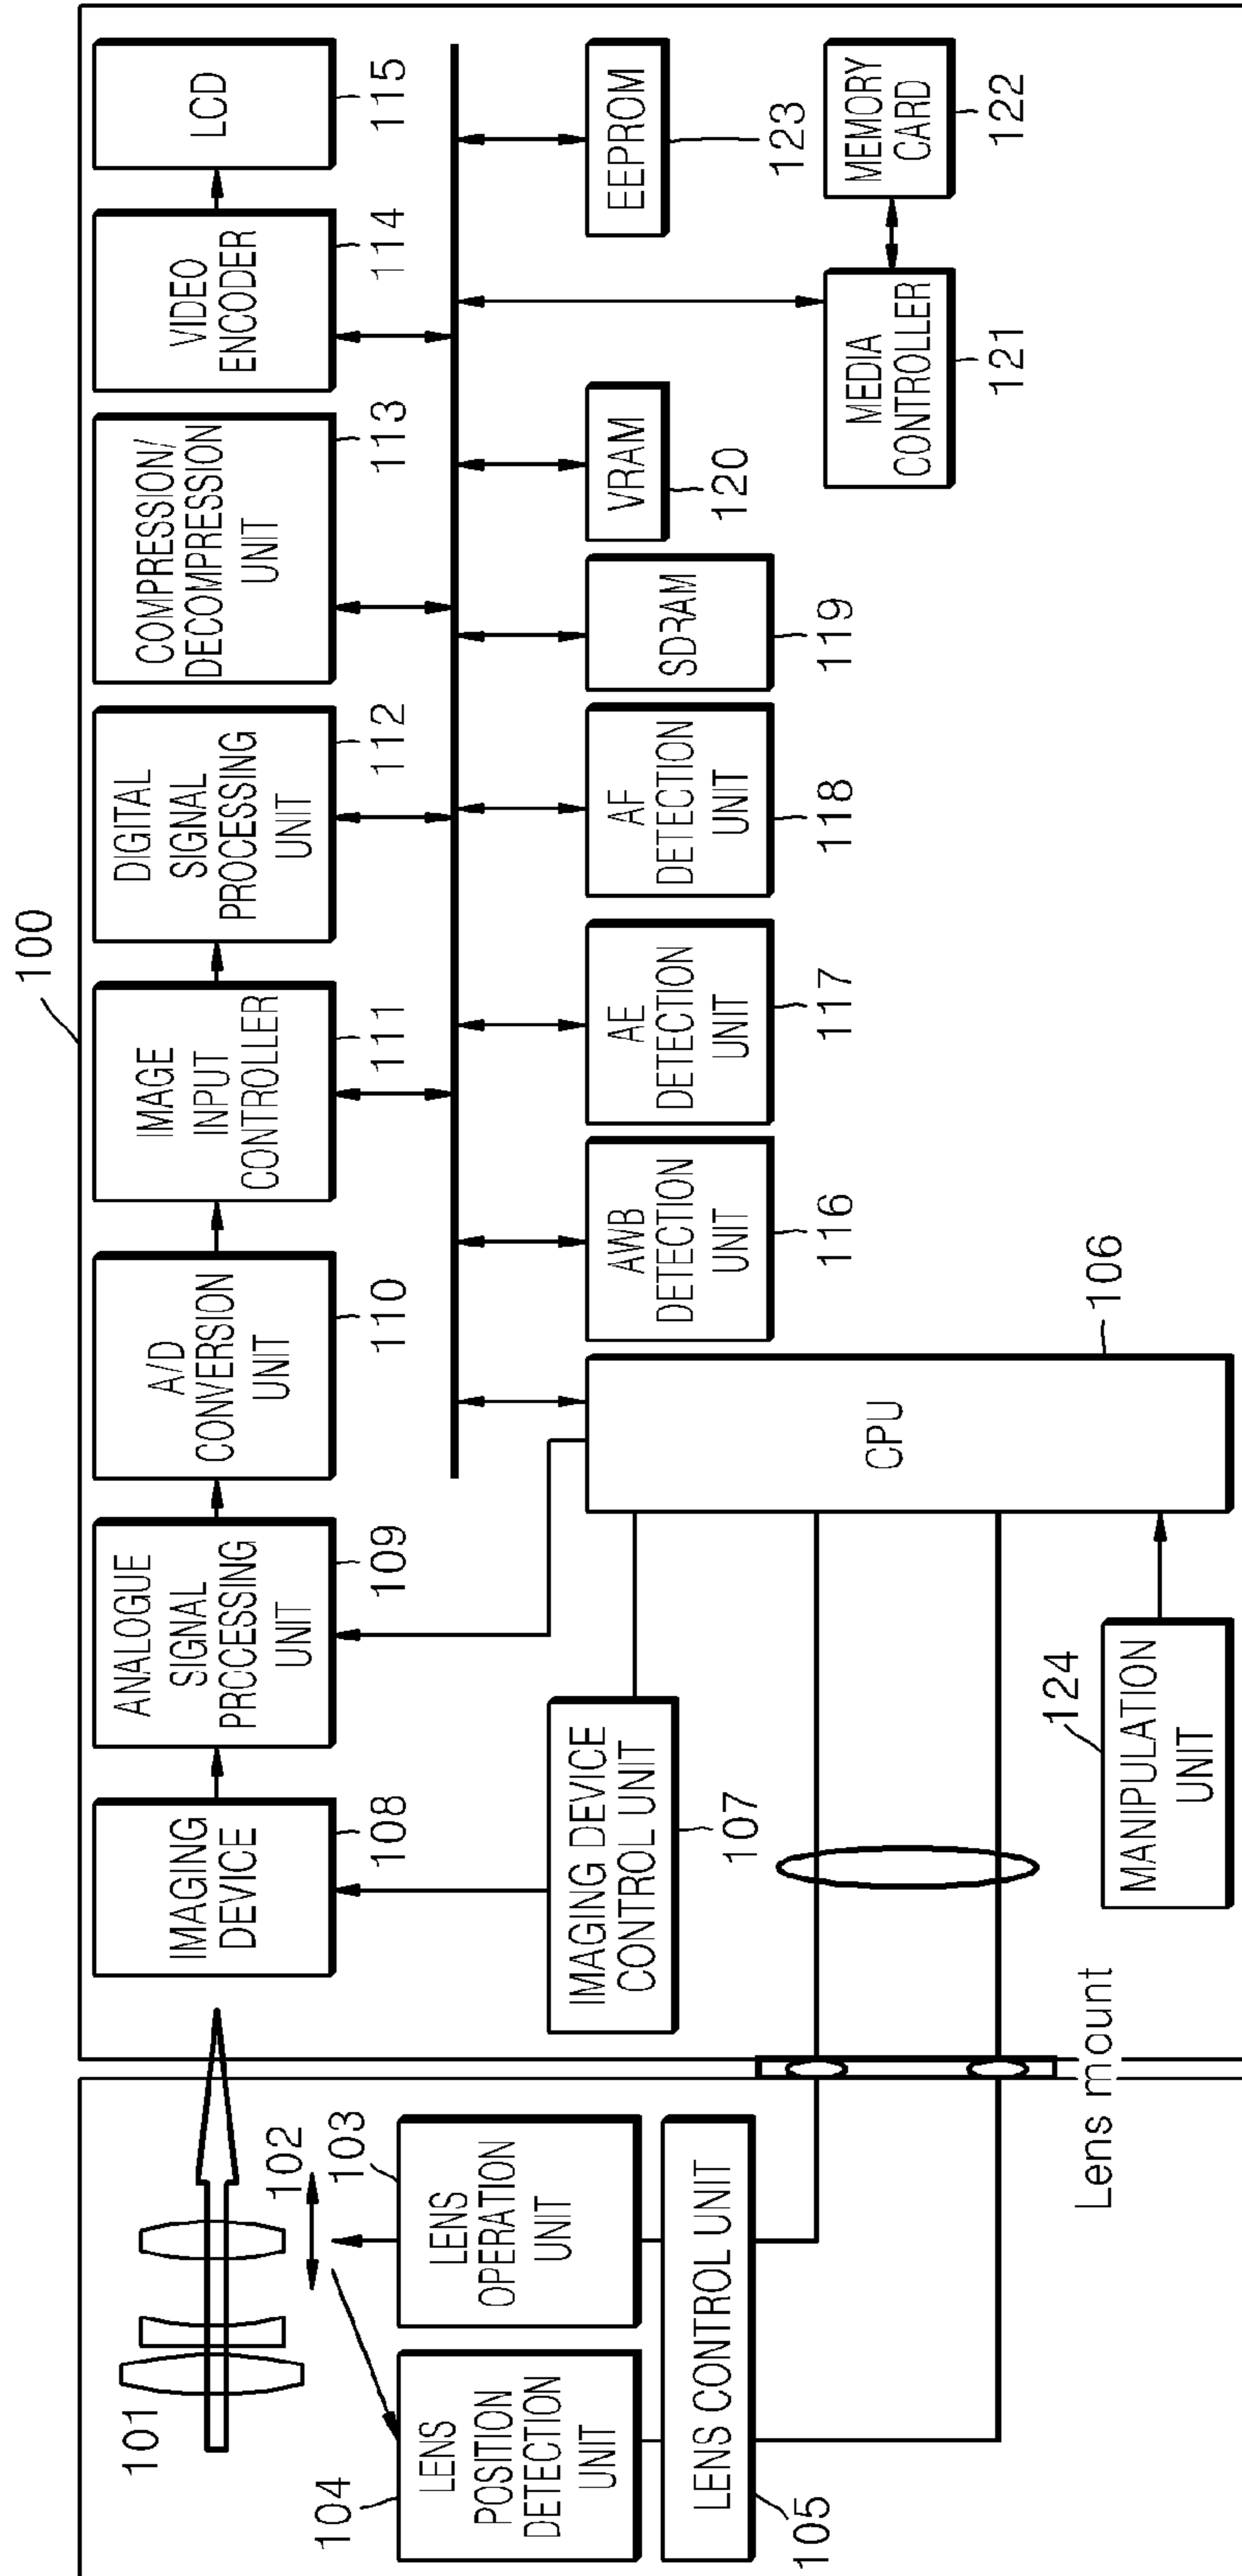 100
IMAGING
DEVICE
108
ANALOGUE
SIGNAL
PROCESSING
UNIT
109
A/D
CONVERSION
UNIT
110
IMAGE
INPUT
CONTROLLER
111
DIGITAL
SIGNAL
PROCESSING
UNIT
112
COMPRESSION/
DECOMPRESSION
UNIT
113
VIDEO
ENCODER
114
LCD
115
101
102
103
LENS
OPERATION
UNIT
104
LENS
POSITION
DETECTION
UNIT
LENS CONTROL UNIT
105
Lens mount
IMAGING DEVICE
CONTROL UNIT
107
CPU
106
124
MANIPULATION
UNIT
AWB
DETECTION
UNIT
116
AE
DETECTION
UNIT
117
AF
DETECTION
UNIT
118
SDRAM
119
VRAM
120
EEPROM
123
MEDIA
CONTROLLER
121
MEMORY
CARD
122